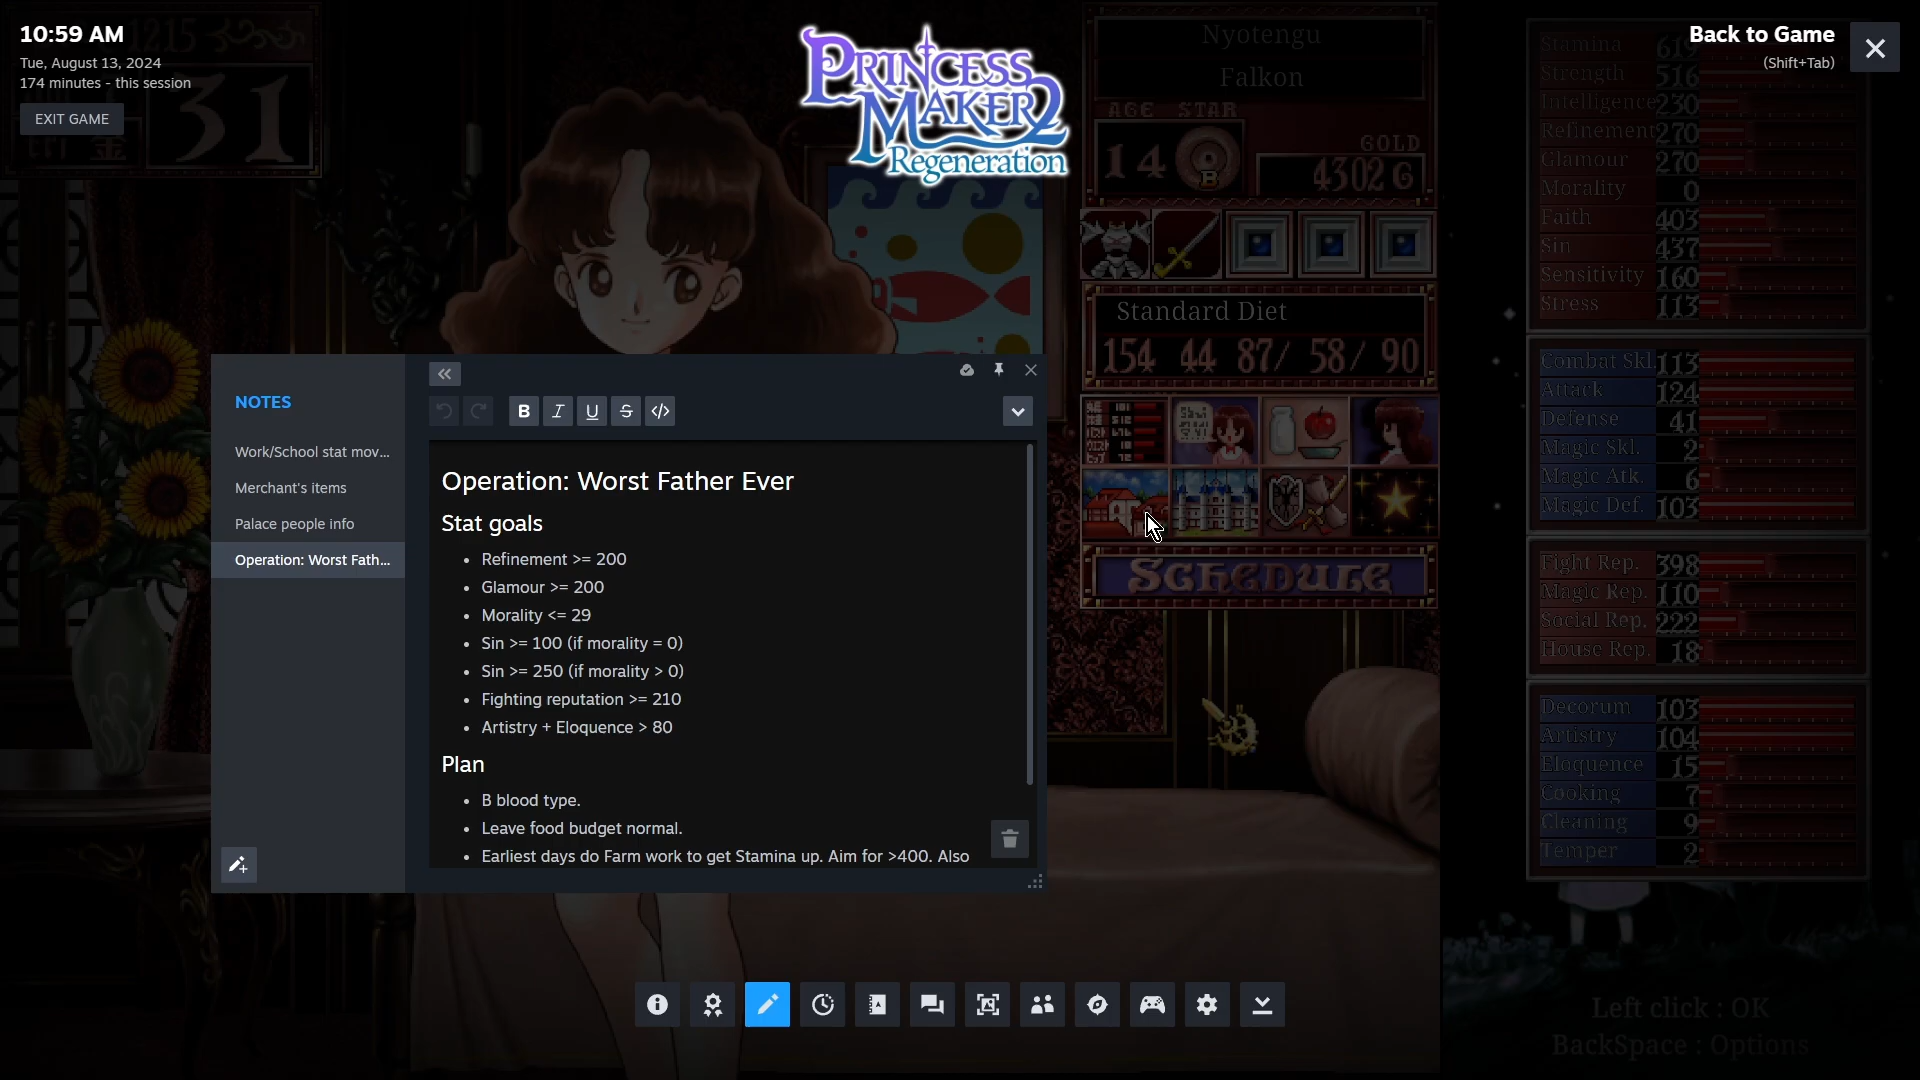 10:59 AM
Tue, August 13, 2024
174 minutes - this session
EXIT GAME
1215
31
PRINCESS
MAKER 2
Regeneration
Back to Game
(Shift+Tab)
Nyotengu
Falkon
AGE STAR
14
B
GOLD
4302 G
Standard Diet
154 44 87/ 58/ 90
SCHEDULE
Stamina 619
Strength 516
Intelligence 230
Refinement 270
Glamour 270
Morality 0
Faith 403
Sin 437
Sensitivity 160
Stress 113
Combat Skl. 113
Attack 124
Defense 41
Magic Skl. 2
Magic Atk. 6
Magic Def. 103
Fight Rep. 398
Magic Rep. 110
Social Rep. 222
House Rep. 18
Decorum 103
Artistry 104
Eloquence 15
Cooking 7
Cleaning 9
Temper 2
NOTES
Work/School stat mov...
Merchant's items
Palace people info
Operation: Worst Fath...
B I U S </>
Operation: Worst Father Ever
Stat goals
• Refinement >= 200
• Glamour >= 200
• Morality <= 29
• Sin >= 100 (if morality = 0)
• Sin >= 250 (if morality > 0)
• Fighting reputation >= 210
• Artistry + Eloquence > 80
Plan
• B blood type.
• Leave food budget normal.
• Earliest days do Farm work to get Stamina up. Aim for >400. Also
Left click : OK
BackSpace : Options